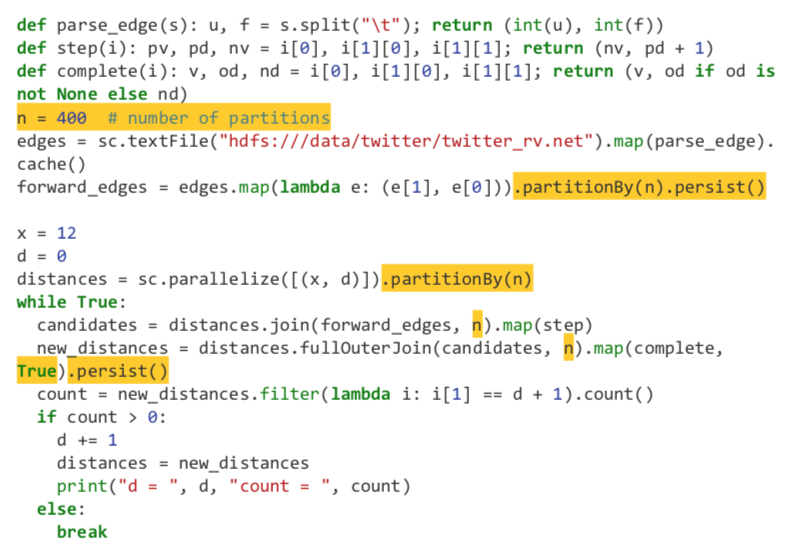 def parse_edge(s): u, f = s.split("\t"); return (int(u), int(f))
def step(i): pv, pd, nv = i[0], i[1][0], i[1][1]; return (nv, pd + 1)
def complete(i): v, od, nd = i[0], i[1][0], i[1][1]; return (v, od if od is
not None else nd)
n = 400  # number of partitions
edges = sc.textFile("hdfs:///data/twitter/twitter_rv.net").map(parse_edge).
cache()
forward_edges = edges.map(lambda e: (e[1], e[0])).partitionBy(n).persist()

x = 12
d = 0
distances = sc.parallelize([(x, d)]).partitionBy(n)
while True:
  candidates = distances.join(forward_edges, n).map(step)
  new_distances = distances.fullOuterJoin(candidates, n).map(complete,
True).persist()
  count = new_distances.filter(lambda i: i[1] == d + 1).count()
  if count > 0:
    d += 1
    distances = new_distances
    print("d = ", d, "count = ", count)
  else:
    break